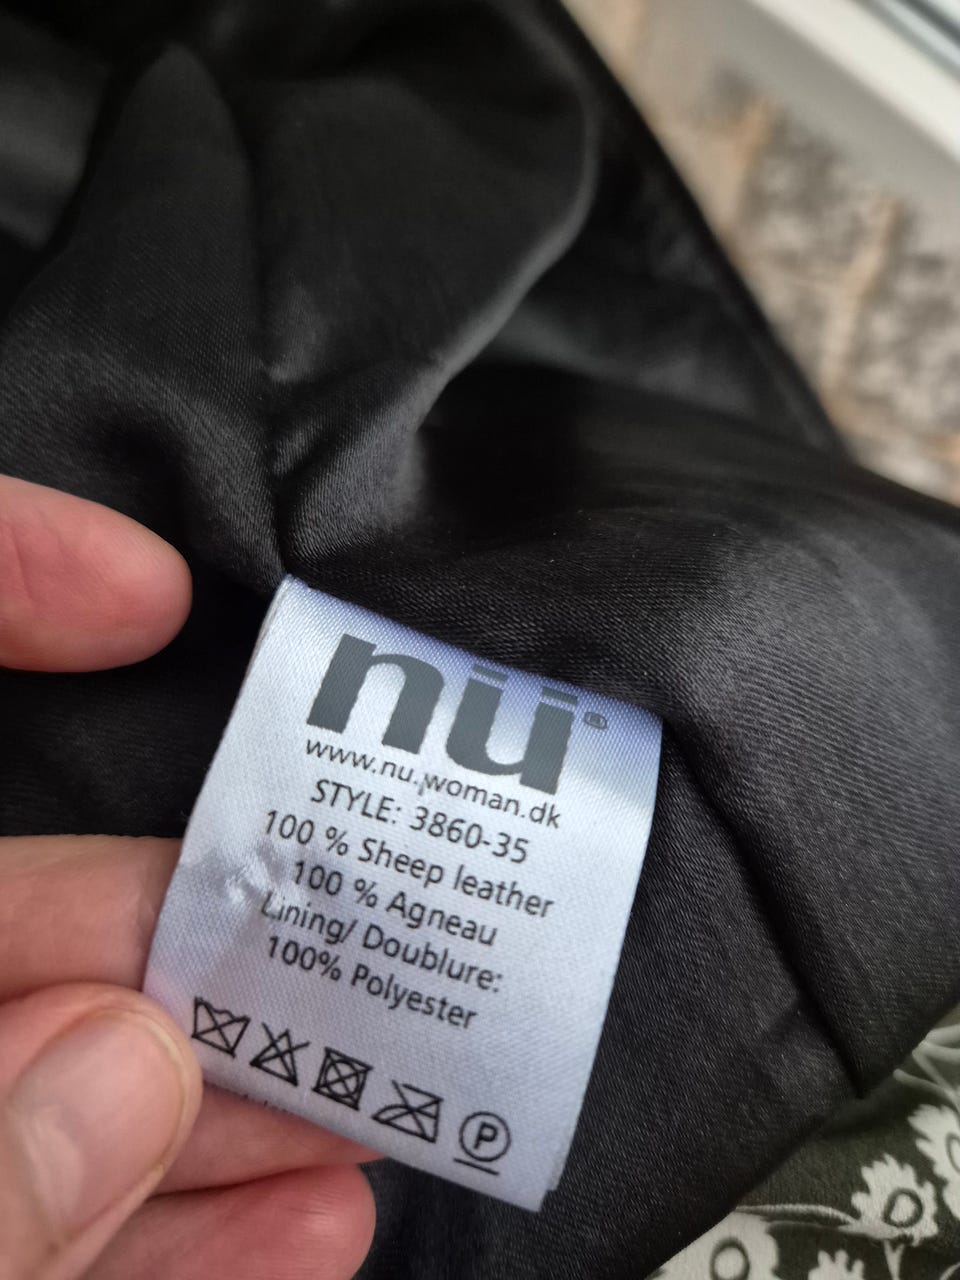 nü®
www.nu.woman.dk
STYLE: 3860-35
100 % Sheep leather
100 % Agneau
Lining/ Doublure:
100% Polyester
P